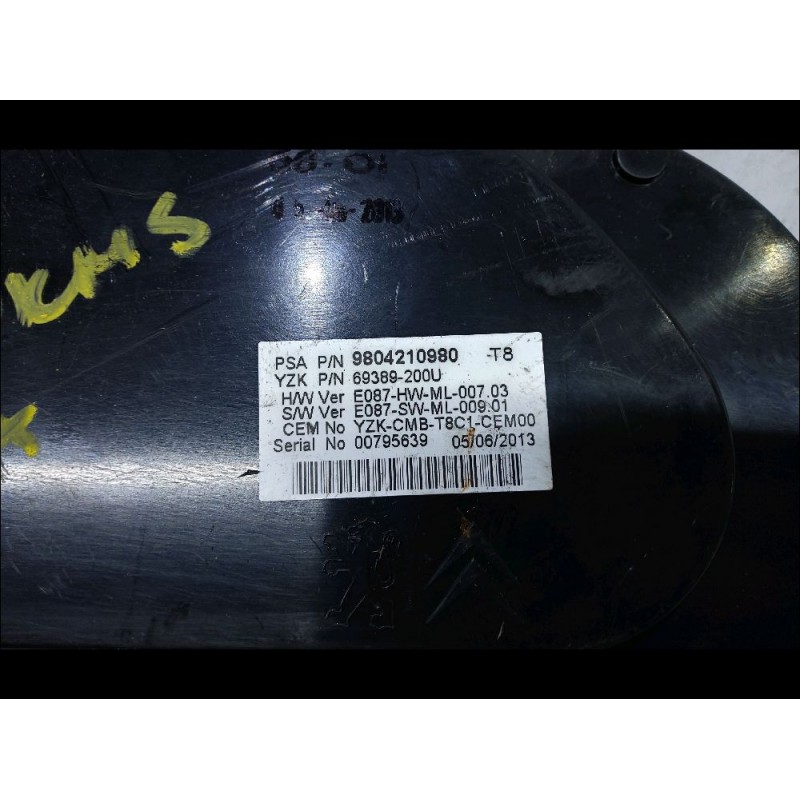 KMS
PSA P/N 9804210980 -T8
YZK P/N 69389-200U
H/W Ver E087-HW-ML-007.03
S/W Ver E087-SW-ML-009.01
CEM No YZK-CMB-T8C1-CEM00
Serial No 00795639 05/06/2013